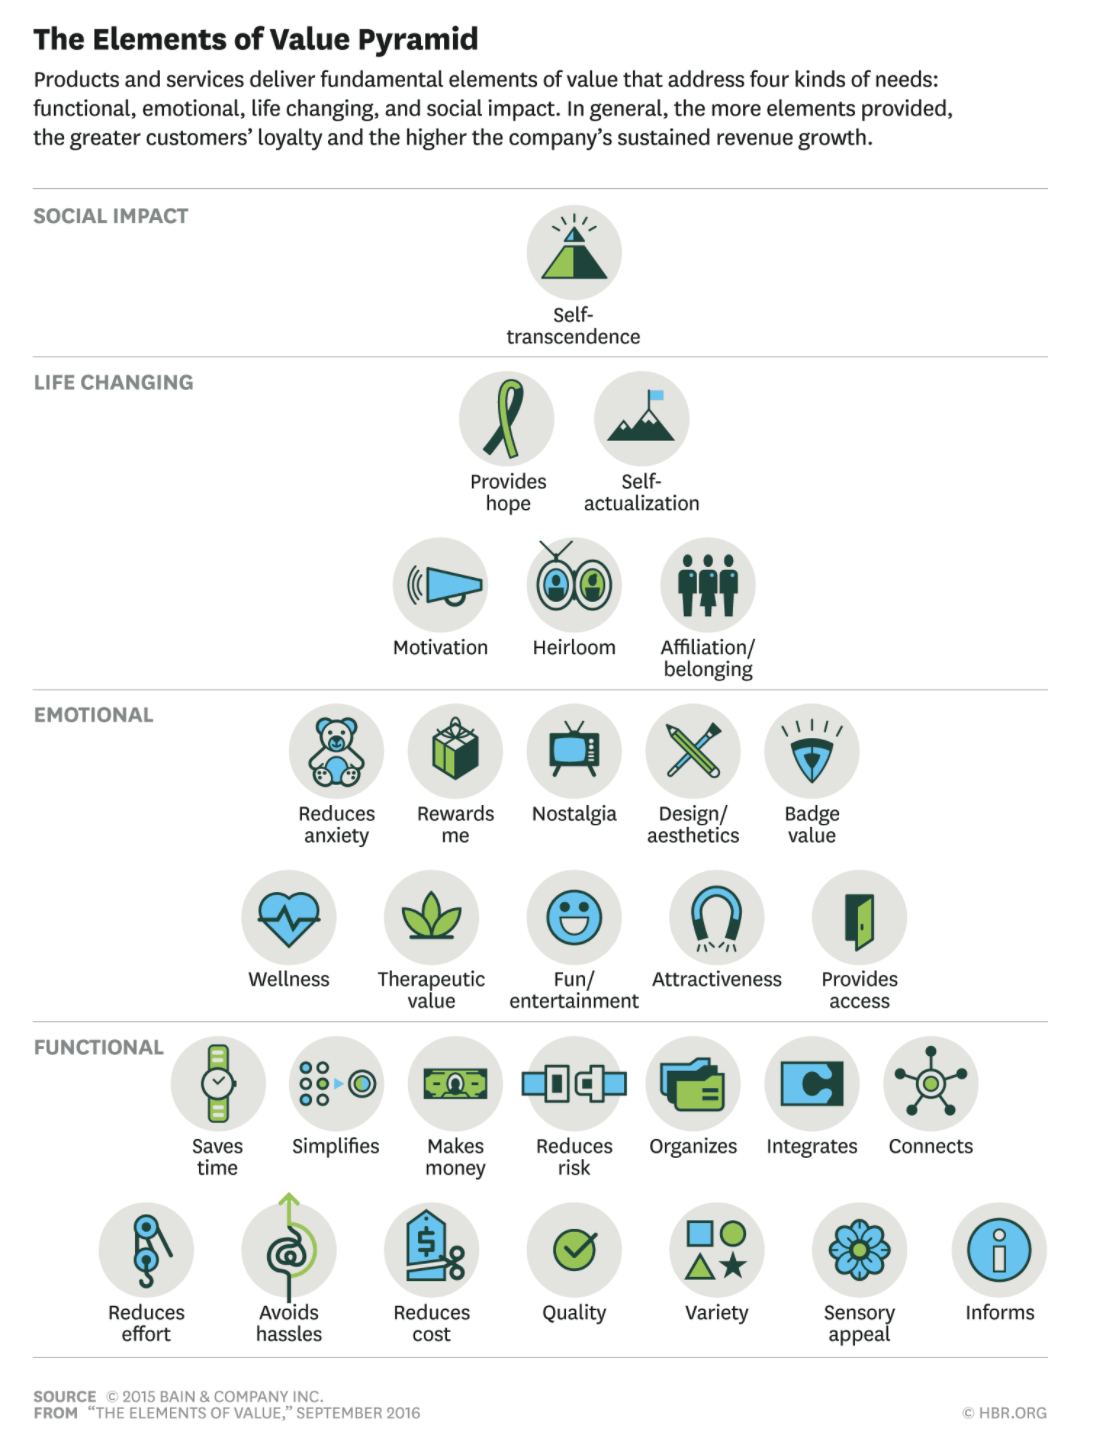 The Elements of Value Pyramid
Products and services deliver fundamental elements of value that address four kinds of needs:
functional, emotional, life changing, and social impact. In general, the more elements provided,
the greater customers’ loyalty and the higher the company’s sustained revenue growth.
SOCIAL IMPACT
Self-
transcendence
LIFE CHANGING
Provides
hope
Self-
actualization
Motivation
Heirloom
Affiliation/
belonging
EMOTIONAL
Reduces
anxiety
Rewards
me
Nostalgia
Design/
aesthetics
Badge
value
Wellness
Therapeutic
value
Fun/
entertainment
Attractiveness
Provides
access
FUNCTIONAL
Saves
time
Simplifies
Makes
money
Reduces
risk
Organizes
Integrates
Connects
$
i
Reduces
effort
Avoids
hassles
Reduces
cost
Quality
Variety
Sensory
appeal
Informs
SOURCE © 2015 BAIN & COMPANY INC.
FROM “THE ELEMENTS OF VALUE,” SEPTEMBER 2016
© HBR.ORG